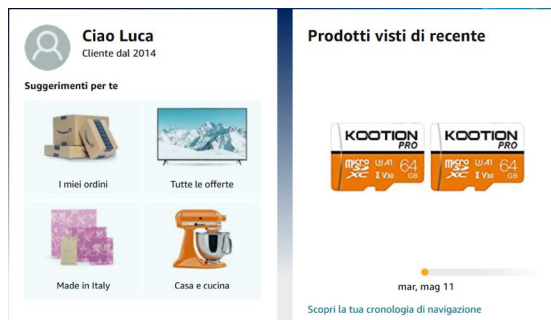 Ciao Luca
Cliente dal 2014
Suggerimenti per te
I miei ordini
Tutte le offerte
Made in Italy
Casa e cucina
Prodotti visti di recente
KOOTION
PRO
micro
SD
XC
U3 A1
I V30
64
GB
KOOTION
PRO
micro
SD
XC
U3 A1
I V30
64
GB
mar, mag 11
Scopri la tua cronologia di navigazione